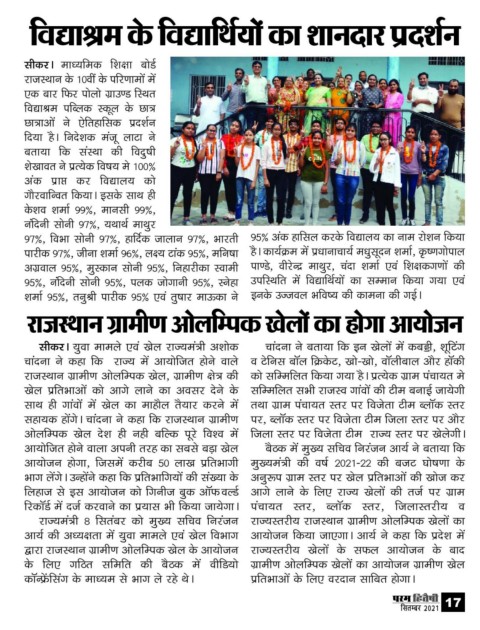 विद्याश्रम के विद्यार्थियों का शानदार प्रदर्शन
सीकर। माध्यमिक शिक्षा बोर्ड
राजस्थान के 10वीं के परिणामों में
एक बार फिर पोलो ग्राउण्ड स्थित
विद्याश्रम पब्लिक स्कूल के छात्र
छात्राओं ने ऐतिहासिक प्रदर्शन
दिया है। निदेशक मंजू लाटा ने
बताया कि संस्था की विदुषी
शेखावत ने प्रत्येक विषय मे 100%
अंक प्राप्त कर विद्यालय को
गौरवान्वित किया। इसके साथ ही
केशव शर्मा 99%, मानसी 99%,
नंदिनी सोनी 97%, यथार्थ माथुर
97%, विभा सोनी 97%, हार्दिक जालान 97%, भारती
पारीक 97%, जीना शर्मा 96%, लक्ष्य टांक 95%, मनिषा
अग्रवाल 95%, मुस्कान सोनी 95%, निहारीका स्वामी
95%, नंदिनी सोनी 95%, पलक जोगानी 95%, स्नेहा
शर्मा 95%, तनुश्री पारीक 95% एवं तुषार माऊका ने
95% अंक हासिल करके विद्यालय का नाम रोशन किया
है। कार्यक्रम में प्रधानाचार्य मधुसूदन शर्मा, कृष्णगोपाल
पाण्डे, वीरेन्द्र माथुर, चंदा शर्मा एवं शिक्षकगणों की
उपस्थिति में विद्यार्थियों का सम्मान किया गया एवं
इनके उज्जवल भविष्य की कामना की गई।
राजस्थान ग्रामीण ओलम्पिक खेलों का होगा आयोजन
सीकर। युवा मामले एवं खेल राज्यमंत्री अशोक
चांदना ने कहा कि राज्य में आयोजित होने वाले
राजस्थान ग्रामीण ओलम्पिक खेल, ग्रामीण क्षेत्र की
खेल प्रतिभाओं को आगे लाने का अवसर देने के
साथ ही गांवों में खेल का माहौल तैयार करने में
सहायक होंगे। चांदना ने कहा कि राजस्थान ग्रामीण
ओलम्पिक खेल देश ही नही बल्कि पूरे विश्व में
आयोजित होने वाला अपनी तरह का सबसे बड़ा खेल
आयोजन होगा, जिसमें करीब 50 लाख प्रतिभागी
भाग लेंगे। उन्होंने कहा कि प्रतिभागियों की संख्या के
लिहाज से इस आयोजन को गिनीज बुक ऑफ वर्ल्ड
रिकॉर्ड में दर्ज करवाने का प्रयास भी किया जायेगा।
राज्यमंत्री 8 सितंबर को मुख्य सचिव निरंजन
आर्य की अध्यक्षता में युवा मामले एवं खेल विभाग
द्वारा राजस्थान ग्रामीण ओलम्पिक खेल के आयोजन
के लिए गठित समिति की बैठक में वीडियो
कॉन्फ्रेंसिंग के माध्यम से भाग ले रहे थे।
चांदना ने बताया कि इन खेलों में कबड्डी, शूटिंग
व टेनिस बॉल क्रिकेट, खो-खो, वॉलीबाल और हॉकी
को सम्मिलित किया गया है। प्रत्येक ग्राम पंचायत मे
सम्मिलित सभी राजस्व गांवों की टीम बनाई जायेगी
तथा ग्राम पंचायत स्तर पर विजेता टीम ब्लॉक स्तर
पर, ब्लॉक स्तर पर विजेता टीम जिला स्तर पर और
जिला स्तर पर विजेता टीम राज्य स्तर पर खेलेगी।
बैठक में मुख्य सचिव निरंजन आर्य ने बताया कि
मुख्यमंत्री की वर्ष 2021-22 की बजट घोषणा के
अनुरूप ग्राम स्तर पर खेल प्रतिभाओं की खोज कर
आगे लाने के लिए राज्य खेलों की तर्ज पर ग्राम
पंचायत स्तर, ब्लॉक स्तर, जिलास्तरीय व
राज्यस्तरीय राजस्थान ग्रामीण ओलम्पिक खेलों का
आयोजन किया जाएगा। आर्य ने कहा कि प्रदेश में
राज्यस्तरीय खेलों के सफल आयोजन के बाद
ग्रामीण ओलम्पिक खेलों का आयोजन ग्रामीण खेल
प्रतिभाओं के लिए वरदान साबित होगा।
परम हितैषी
सितम्बर 2021 17